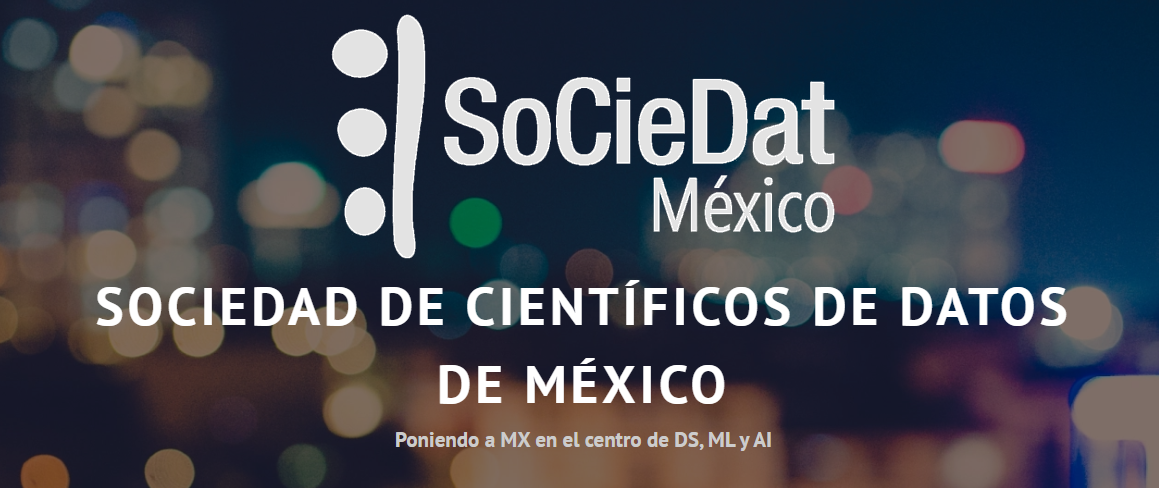 SoCieDat
México
SOCIEDAD DE CIENTÍFICOS DE DATOS
DE MÉXICO
Poniendo a MX en el centro de DS, ML y AI